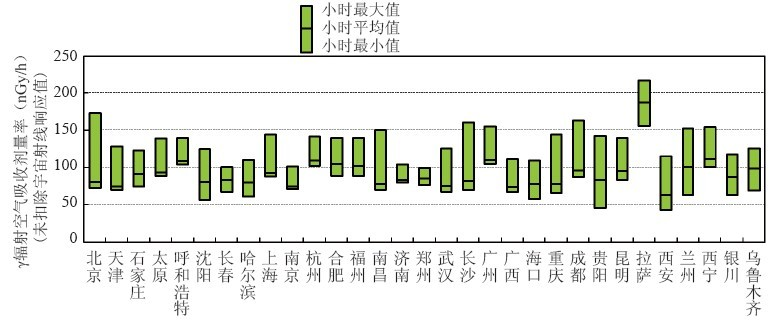 小时最大值
小时平均值
小时最小值
γ辐射空气吸收剂量率（nGy/h）
（未扣除宇宙射线响应值）
250
200
150
100
50
0
北京
天津
石家庄
太原
呼和浩特
沈阳
长春
哈尔滨
上海
南京
杭州
合肥
福州
南昌
济南
郑州
武汉
长沙
广州
广西
海口
重庆
成都
贵阳
昆明
拉萨
西安
兰州
西宁
银川
乌鲁木齐